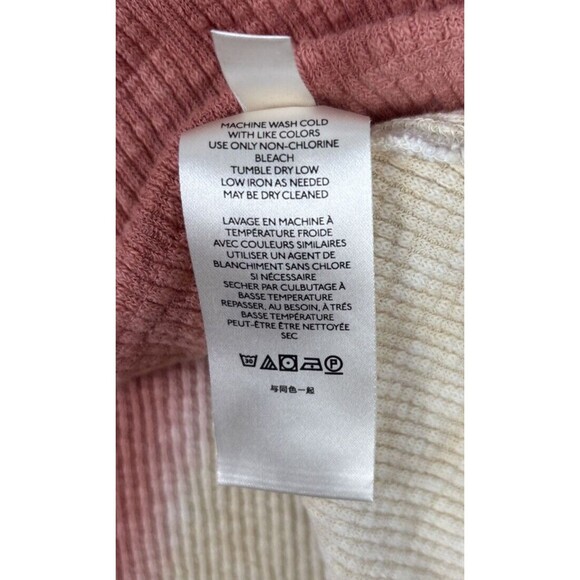 MACHINE WASH COLD
WITH LIKE COLORS
USE ONLY NON-CHLORINE
BLEACH
TUMBLE DRY LOW
LOW IRON AS NEEDED
MAY BE DRY CLEANED
LAVAGE EN MACHINE À
TEMPÉRATURE FROIDE
AVEC COULEURS SIMILAIRES
UTILISER UN AGENT DE
BLANCHIMENT SANS CHLORE
SI NÉCESSAIRE
SECHER PAR CULBUTAGE À
BASSE TEMPERATURE
REPASSER, AU BESOIN, À TRÉS
BASSE TEMPÉRATURE
PEUT-ÊTRE ÊTRE NETTOYÉE
SEC
30 P
与同色一起